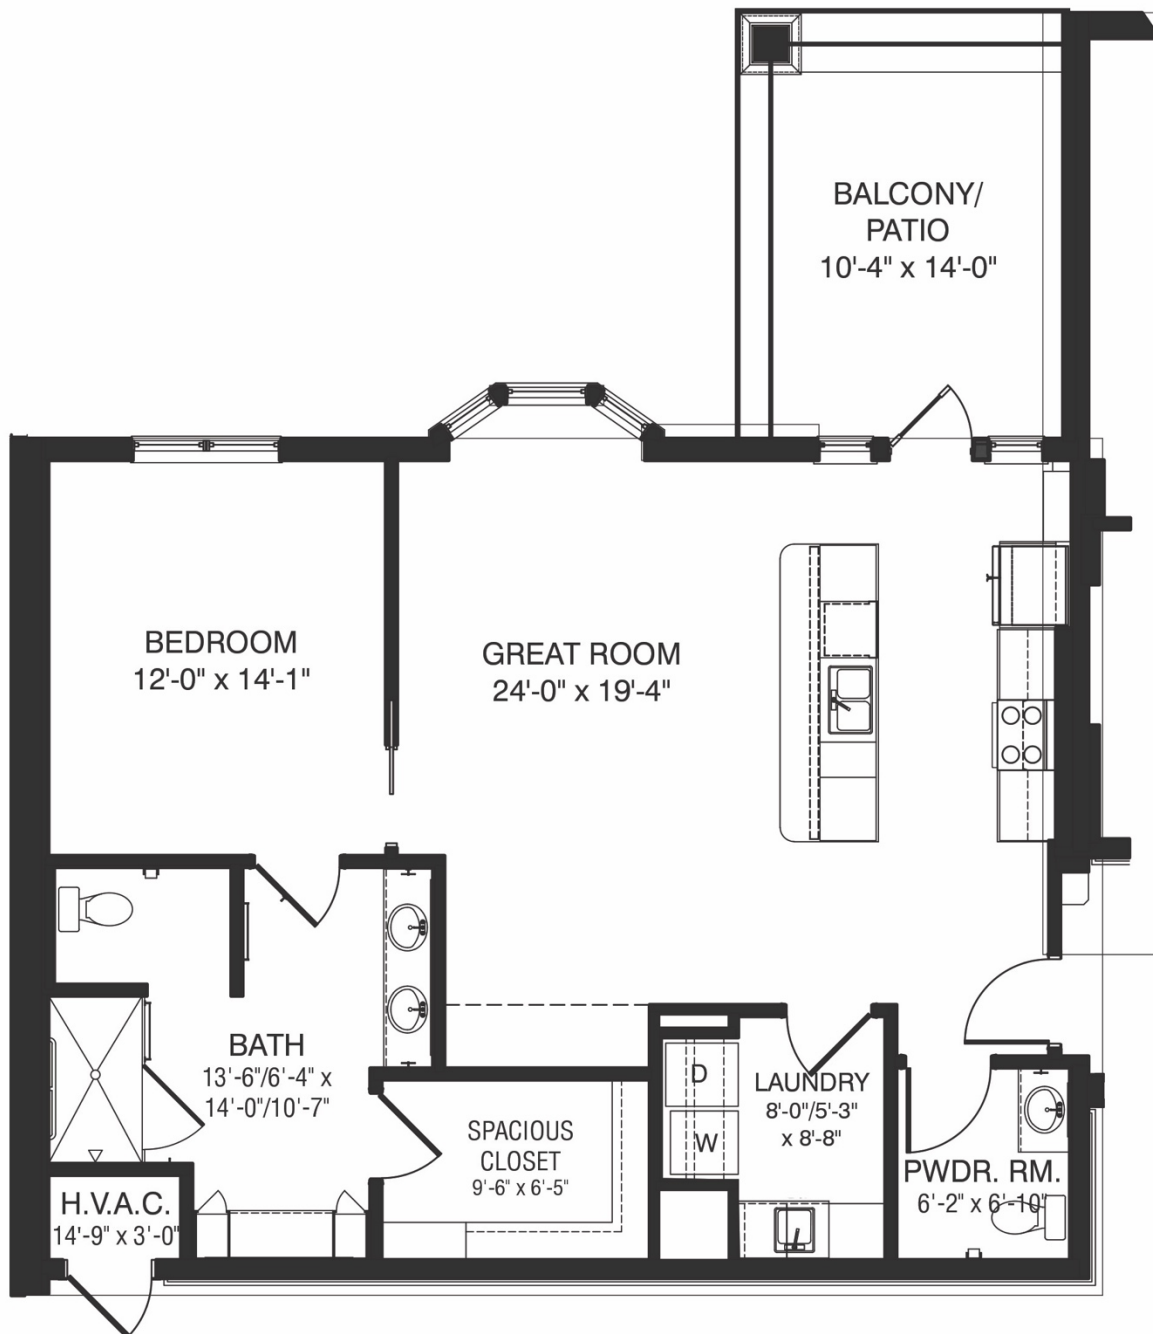 BALCONY/
PATIO
10'-4" x 14'-0"
BEDROOM
12'-0" x 14'-1"
GREAT ROOM
24'-0" x 19'-4"
BATH
13'-6"/6'-4" x
14'-0"/10'-7"
SPACIOUS
CLOSET
9'-6" x 6'-5"
D
W
LAUNDRY
8'-0"/5'-3"
x 8'-8"
PWDR. RM.
6'-2" x 6'-10"
H.V.A.C.
14'-9" x 3'-0"